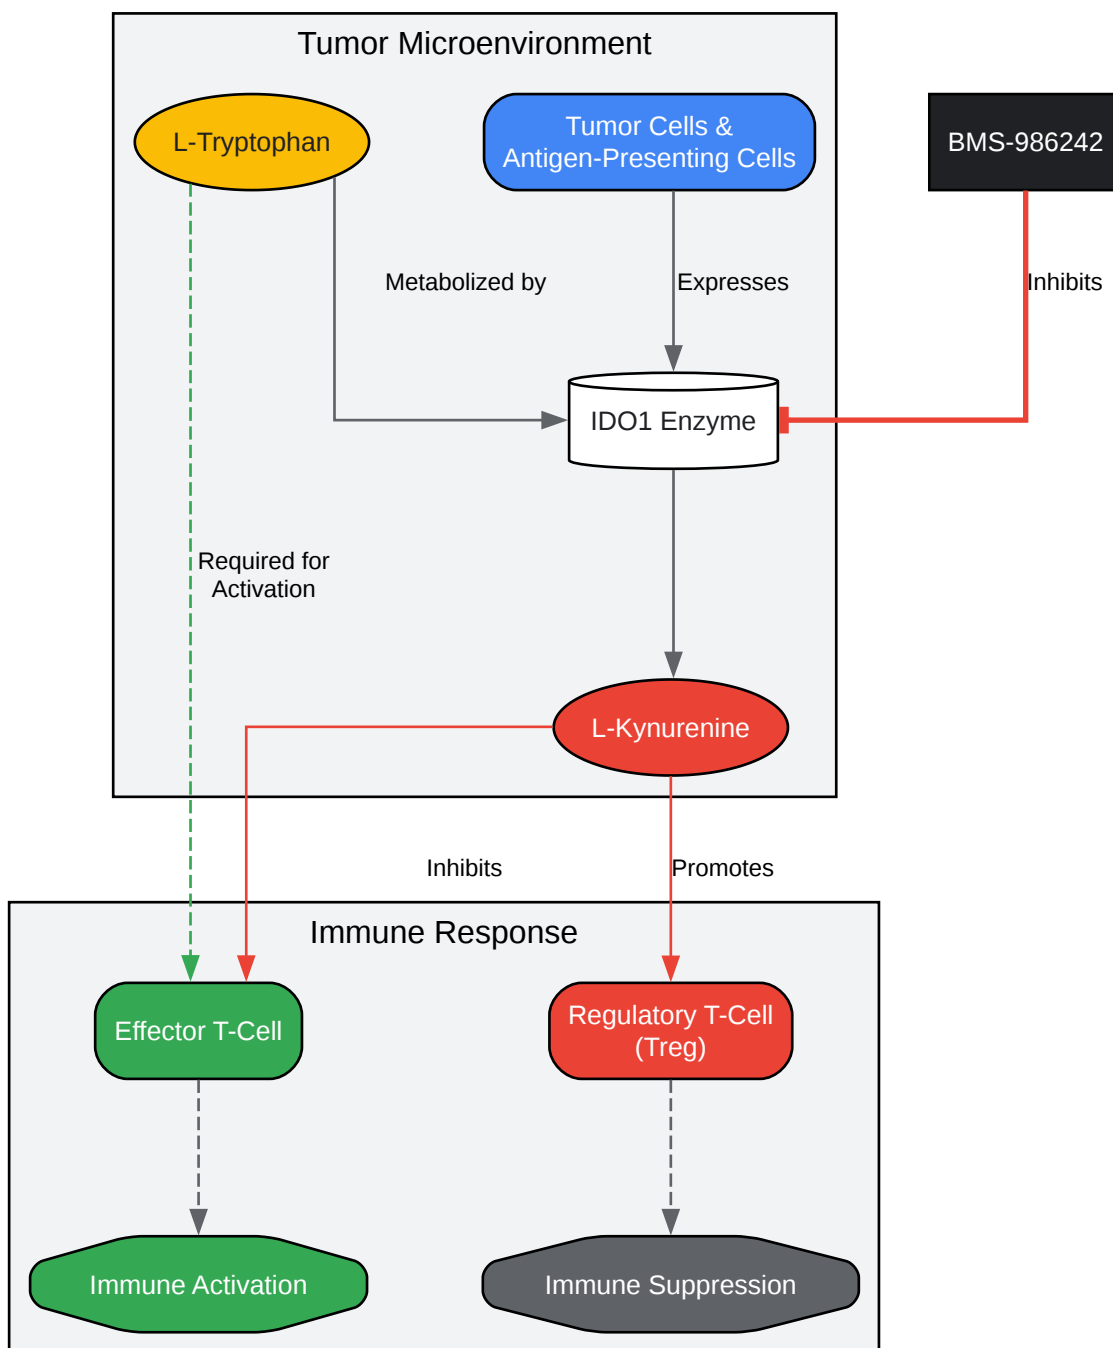 Tumor Microenvironment
L-Tryptophan
Tumor Cells &
Antigen-Presenting Cells
BMS-986242
Metabolized by
Expresses
Inhibits
IDO1 Enzyme
Required for
Activation
L-Kynurenine
Inhibits
Promotes
Immune Response
Effector T-Cell
Regulatory T-Cell
(Treg)
Immune Activation
Immune Suppression